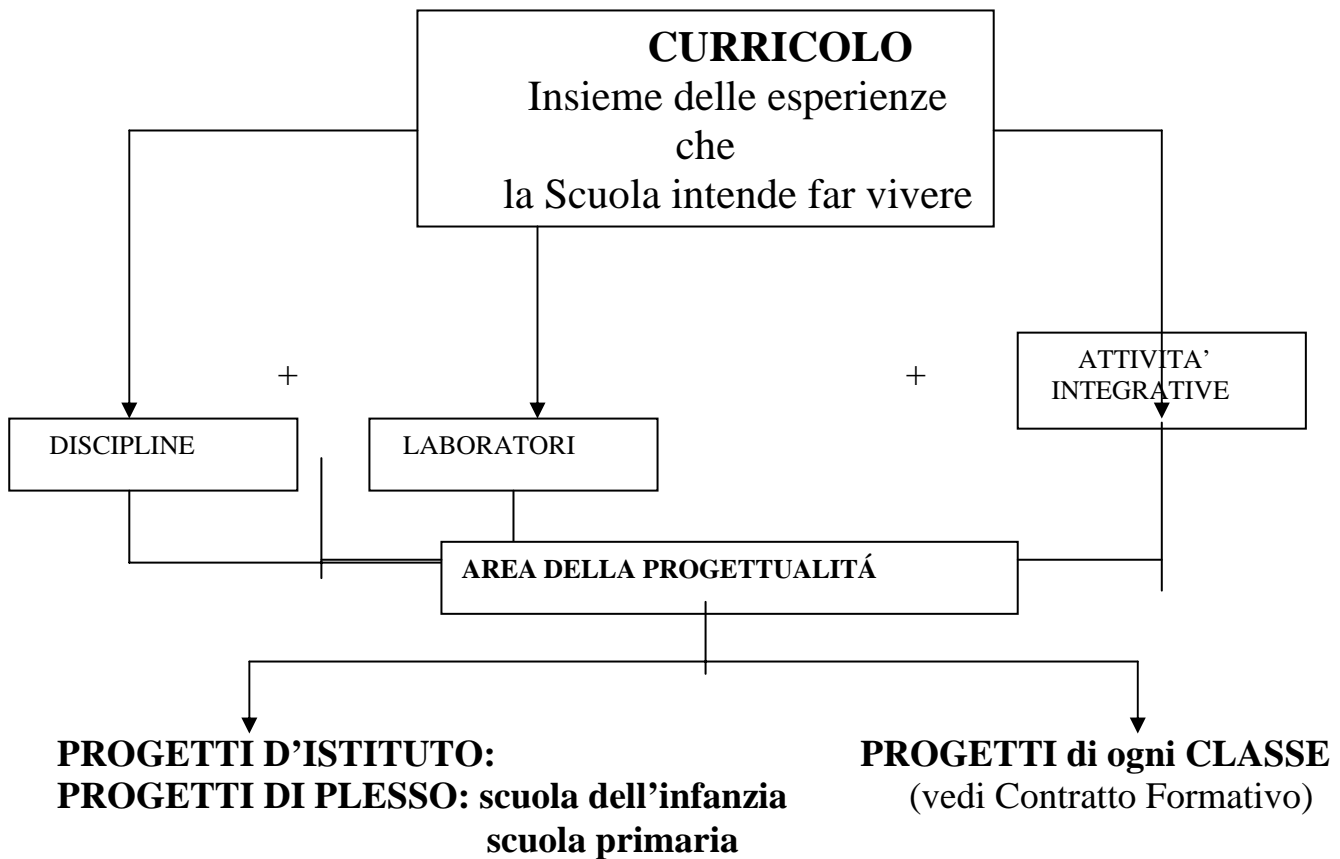 CURRICOLO
Insieme delle esperienze
che
la Scuola intende far vivere
+
+
ATTIVITA’
INTEGRATIVE
DISCIPLINE
LABORATORI
AREA DELLA PROGETTUALITÁ
PROGETTI D’ISTITUTO:
PROGETTI DI PLESSO: scuola dell’infanzia
scuola primaria
PROGETTI di ogni CLASSE
(vedi Contratto Formativo)